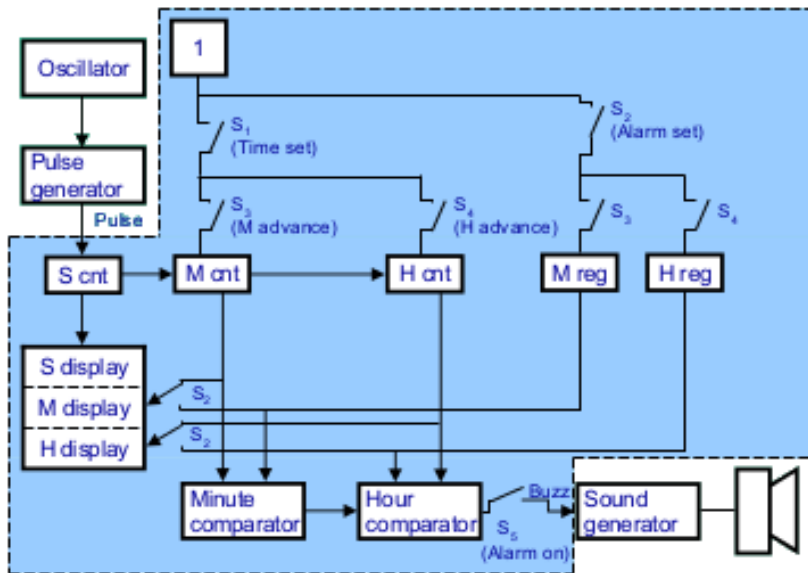 1
Oscillator
S₁
(Time set)
S₂
(Alarm set)
Pulse
generator
Pulse
S₃
(M advance)
S₄
(H advance)
S₃
S₄
S cnt
M cnt
H cnt
M reg
H reg
S display
M display
H display
S₂
S₂
Minute
comparator
Hour
comparator
Buzz
S₅
(Alarm on)
Sound
generator